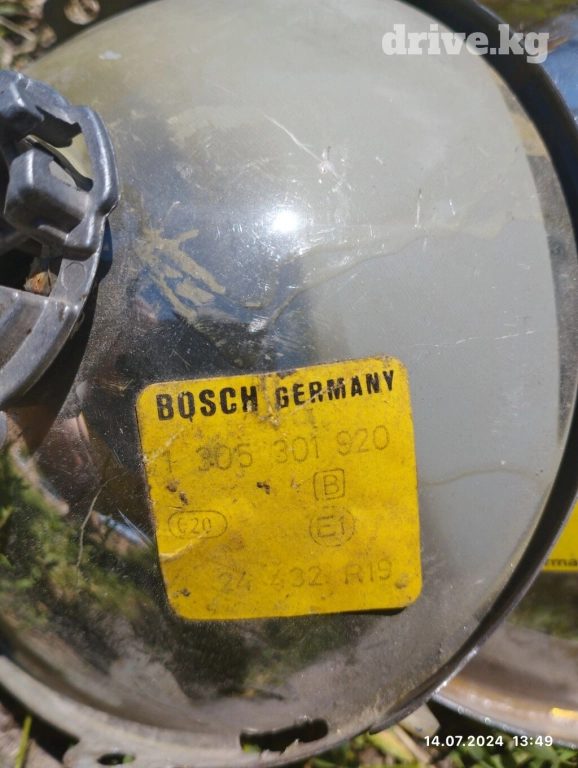 drive.kg
BOSCH GERMANY
1 305 301 920
B
620 E1
24 432 R19
14.07.2024 13:49